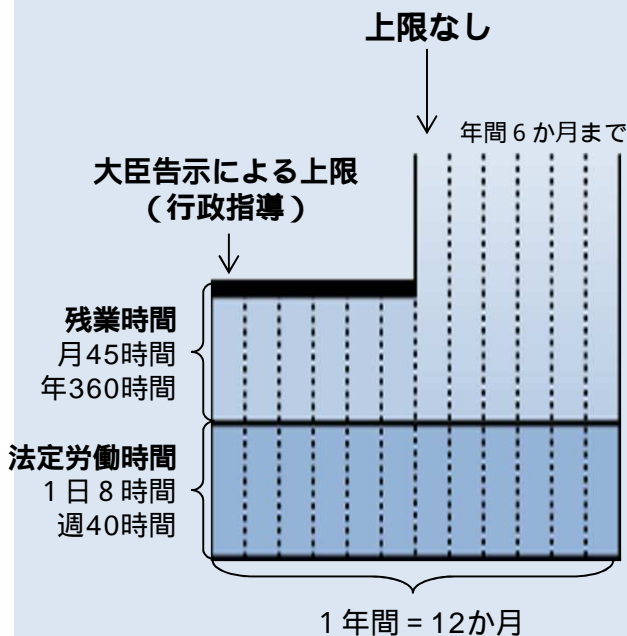 上限なし
年間６か月まで
大臣告示による上限
（行政指導）
残業時間
月45時間
年360時間
法定労働時間
１日８時間
週40時間
１年間＝12か月